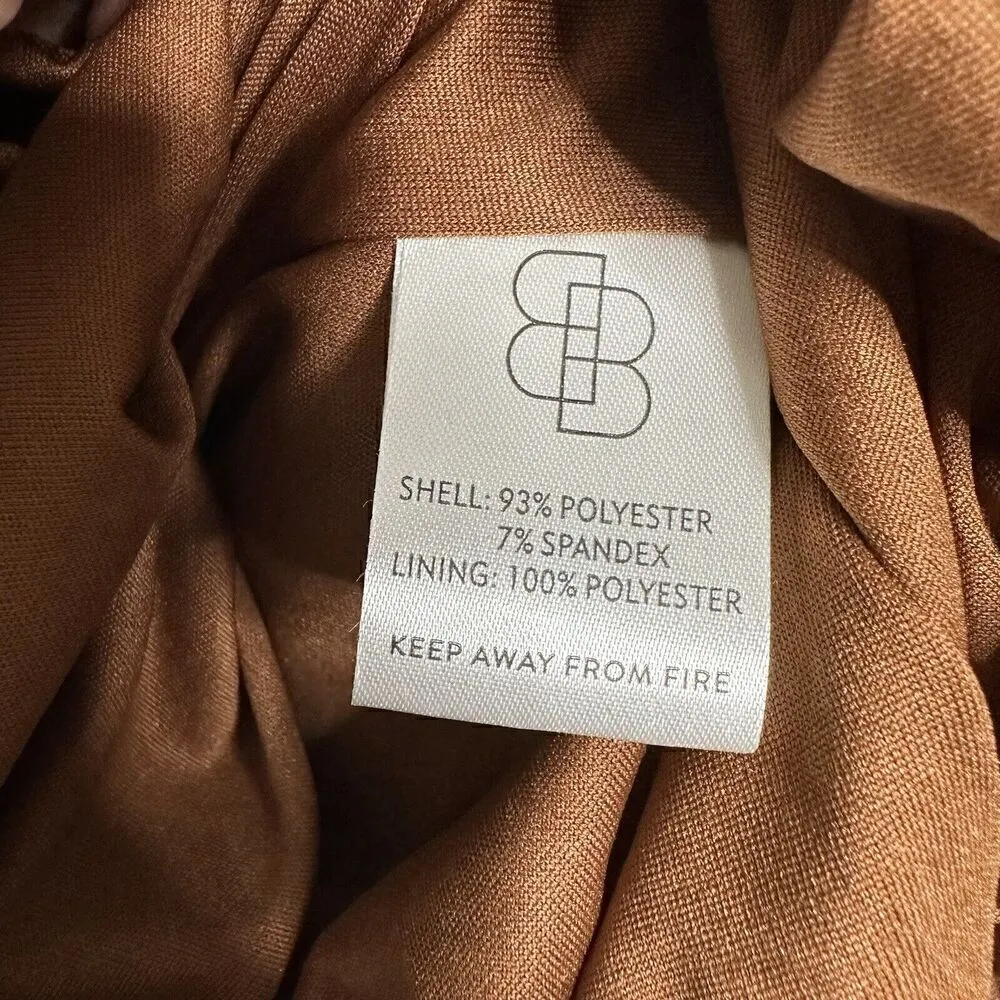 SHELL: 93% POLYESTER
7% SPANDEX
LINING: 100% POLYESTER
KEEP AWAY FROM FIRE